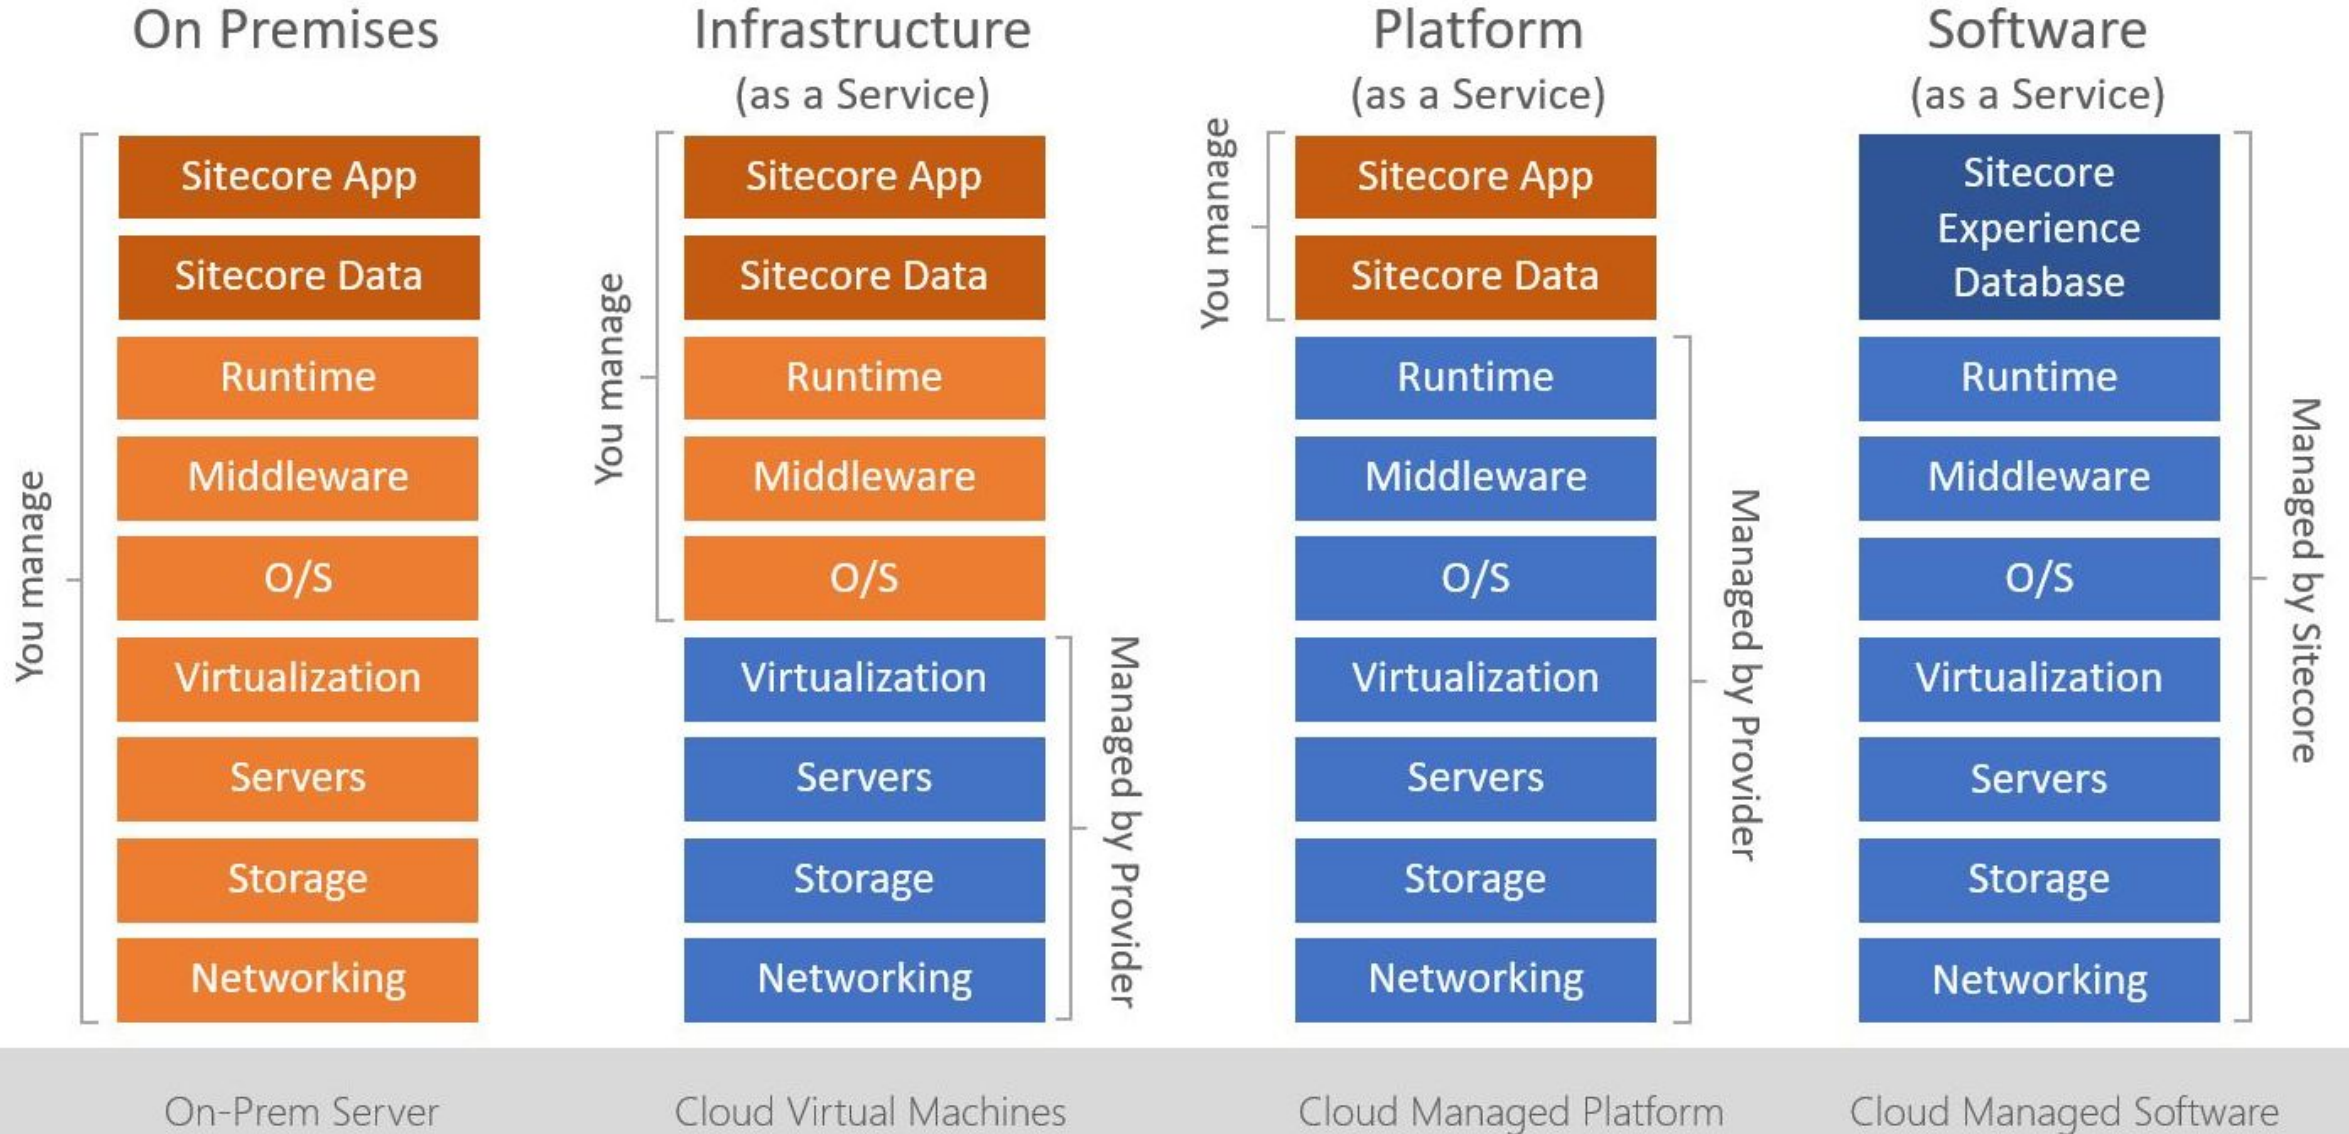 On Premises
You manage
Sitecore App
Sitecore Data
Runtime
Middleware
O/S
Virtualization
Servers
Storage
Networking
On-Prem Server
Infrastructure
(as a Service)
You manage
Sitecore App
Sitecore Data
Runtime
Middleware
O/S
Virtualization
Servers
Storage
Networking
Managed by Provider
Cloud Virtual Machines
Platform
(as a Service)
You manage
Sitecore App
Sitecore Data
Runtime
Middleware
O/S
Virtualization
Servers
Storage
Networking
Managed by Provider
Cloud Managed Platform
Software
(as a Service)
Sitecore
Experience
Database
Runtime
Middleware
O/S
Virtualization
Servers
Storage
Networking
Managed by Sitecore
Cloud Managed Software